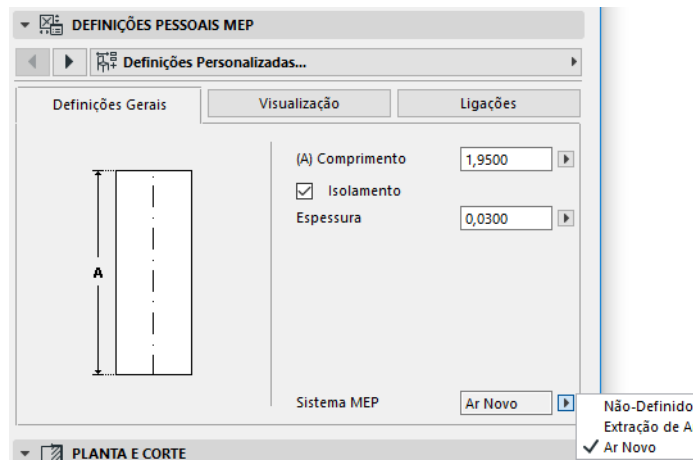 DEFINIÇÕES PESSOAIS MEP
Definições Personalizadas...
Definições Gerais Visualização Ligações
(A) Comprimento 1,9500
Isolamento
Espessura 0,0300
A
Sistema MEP Ar Novo
Não-Definido
Extração de A
Ar Novo
PLANTA E CORTE